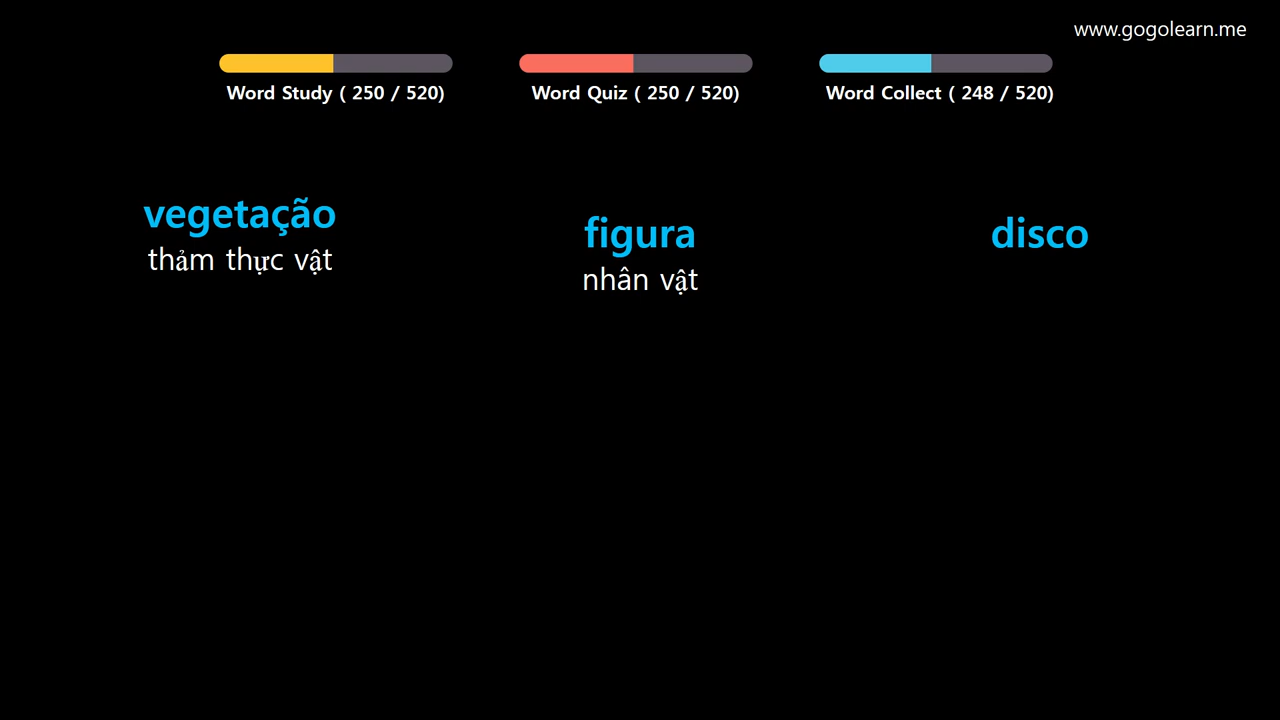 www.gogolearn.me
Word Study ( 250 / 520)
Word Quiz ( 250 / 520)
Word Collect ( 248 / 520)
vegetação
thảm thực vật
figura
nhân vật
disco